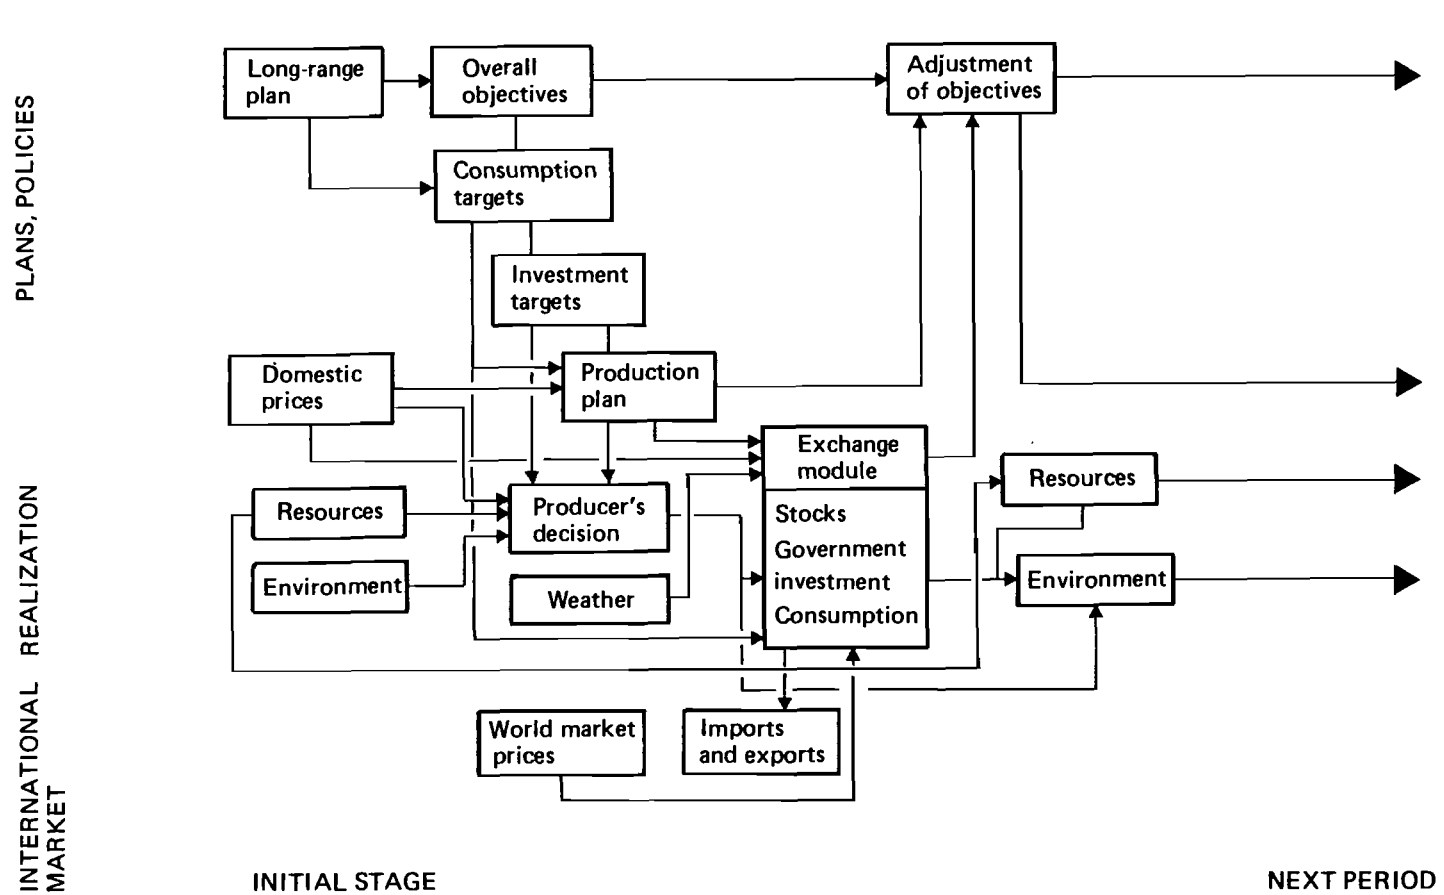 PLANS, POLICIES
REALIZATION
INTERNATIONAL
MARKET
Long-range
plan
Overall
objectives
Adjustment
of objectives
Consumption
targets
Investment
targets
Domestic
prices
Production
plan
Exchange
module
Stocks
Government
investment
Consumption
Resources
Producer's
decision
Resources
Environment
Weather
Environment
World market
prices
Imports
and exports
INITIAL STAGE
NEXT PERIOD